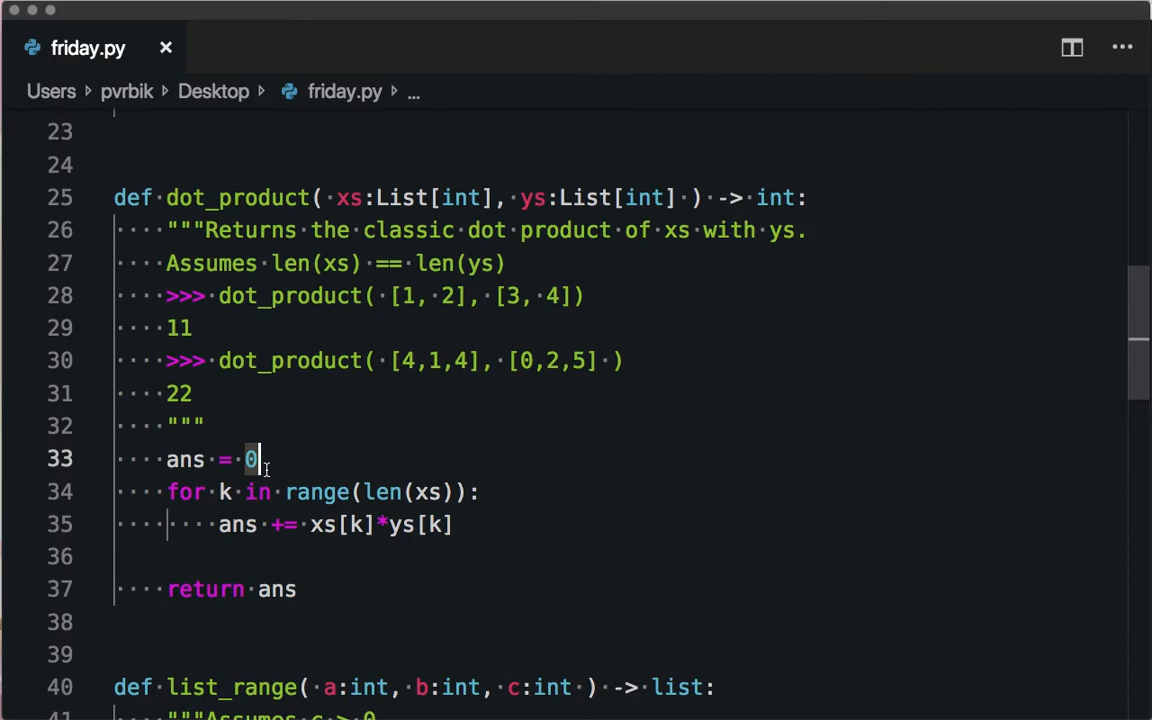 friday.py ×
Users pvrbik Desktop friday.py ...
23
24
25 def dot_product( xs:List[int], ys:List[int] ) -> int:
26 """Returns the classic dot product of xs with ys.
27 Assumes len(xs) == len(ys)
28 >>> dot_product( [1, 2], [3, 4])
29 11
30 >>> dot_product( [4,1,4], [0,2,5] )
31 22
32 """
33 ans = 0
34 for k in range(len(xs)):
35 ans += xs[k]*ys[k]
36
37 return ans
38
39
40 def list_range( a:int, b:int, c:int ) -> list:
41 """Assumes c > 0